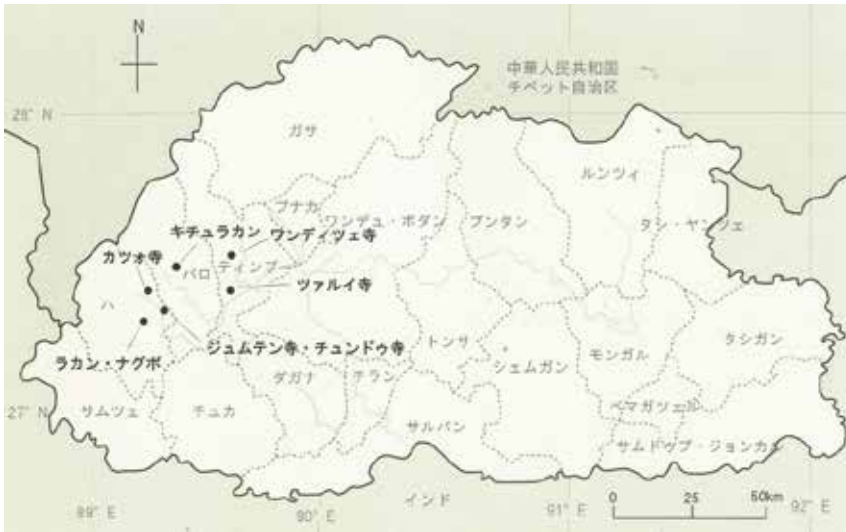 N
中華人民共和国
チベット自治区
28° N
ガサ
ルンツィ
プナカ
ワンデュ・ポダン
ブンタン
タシ・ヤンツェ
キチュラカン
ワンディツェ寺
カツォ寺
パロ
ティンプー
ツァルイ寺
ハ
トンサ
ジュムテン寺・チュンドゥ寺
ラカン・ナグポ
シェムガン
モンガル
タシガン
ダガナ
チラン
27° N
サムツェ
チュカ
サルパン
ペマガツェル
サムドゥプ・ジョンカル
インド
0 25 50km
89° E
90° E
91° E
92° E